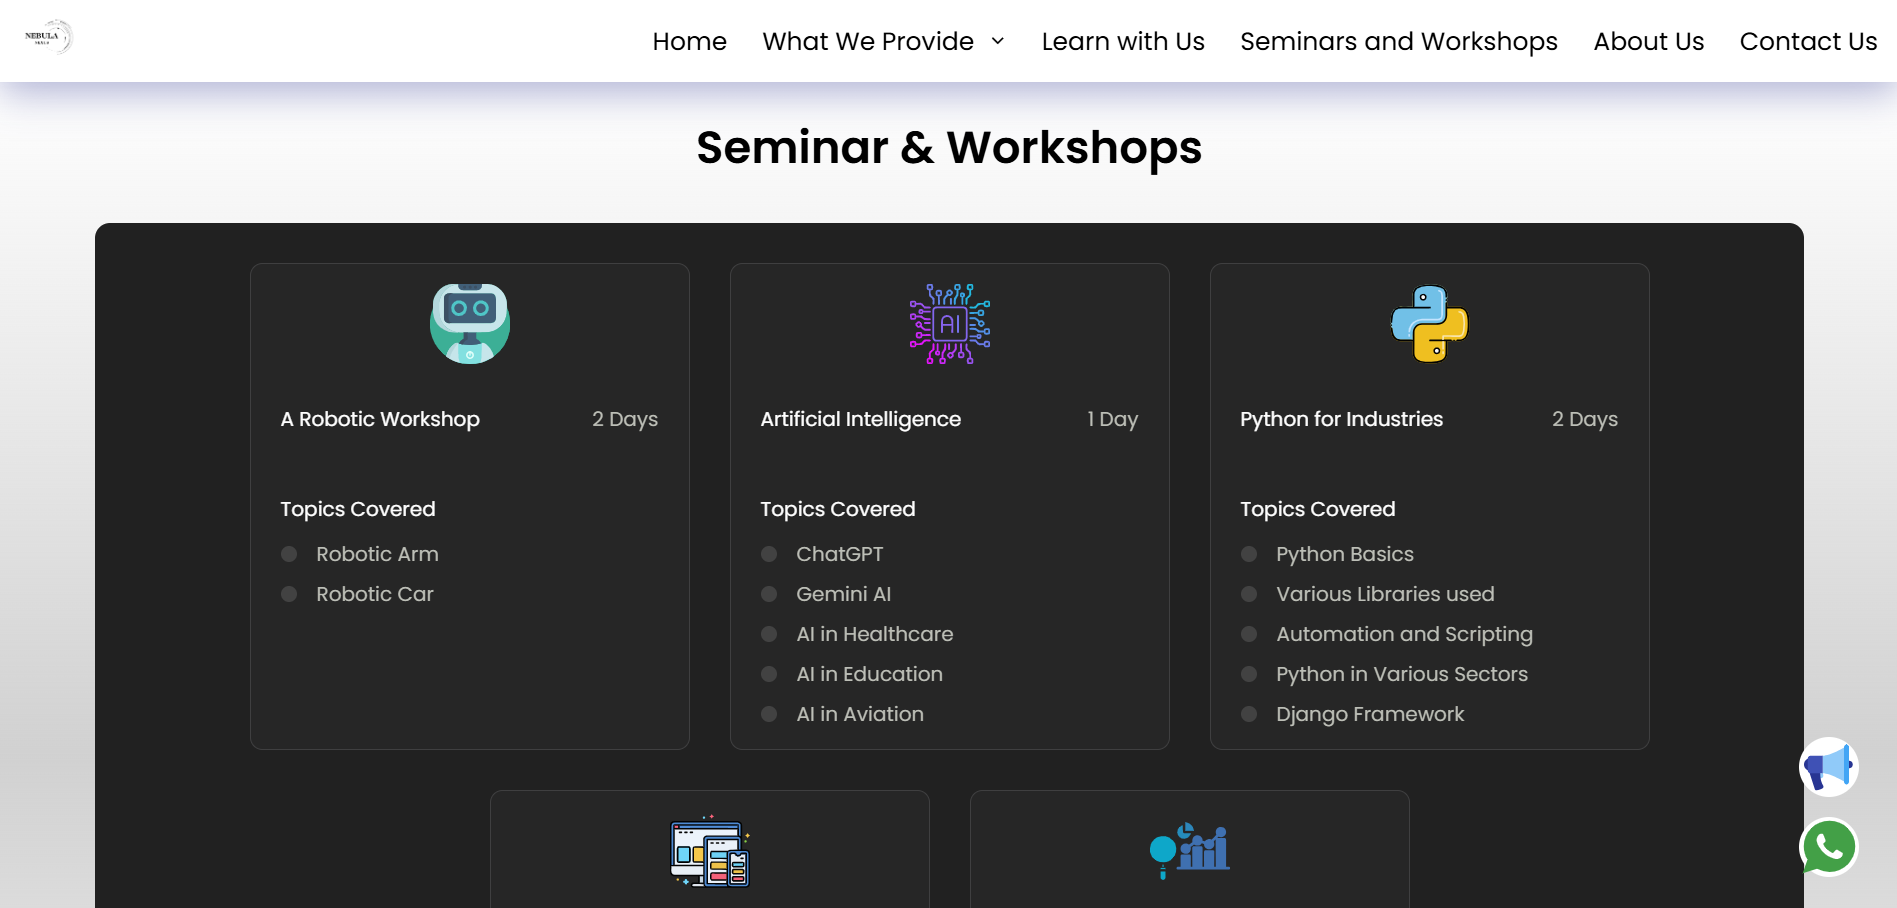 NEBULA
Home What We Provide Learn with Us Seminars and Workshops About Us Contact Us
Seminar & Workshops
AI
A Robotic Workshop 2 Days
Topics Covered
Robotic Arm
Robotic Car
Artificial Intelligence 1 Day
Topics Covered
ChatGPT
Gemini AI
AI in Healthcare
AI in Education
AI in Aviation
Python for Industries 2 Days
Topics Covered
Python Basics
Various Libraries used
Automation and Scripting
Python in Various Sectors
Django Framework